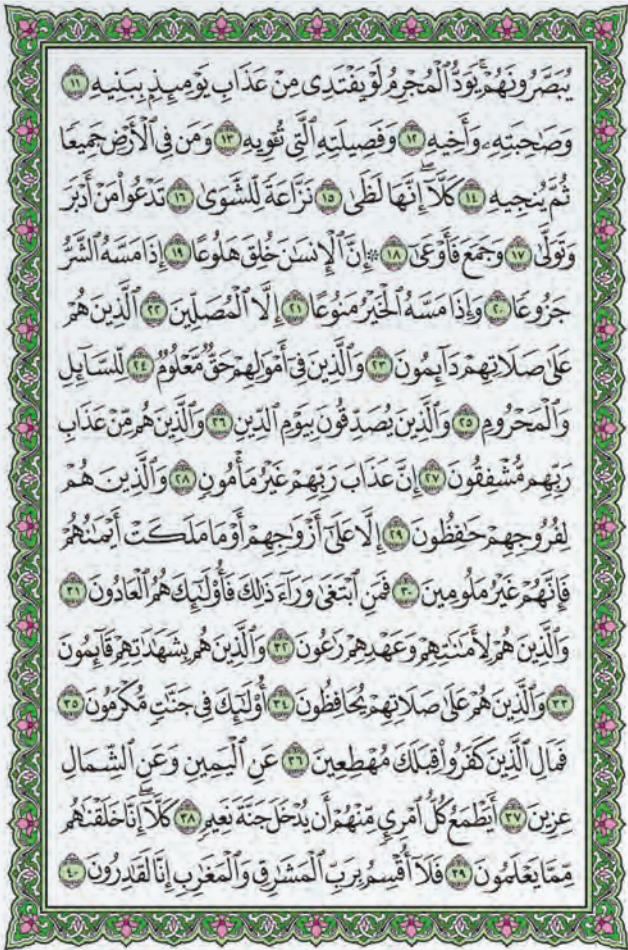 يُبَصَّرُونَهُمْ ۚ يَوَدُّ ٱلْمُجْرِمُ لَوْ يَفْتَدِى مِنْ عَذَابِ يَوْمِئِذٍۭ بِبَنِيهِ ١١
وَصَٰحِبَتِهِۦ وَأَخِيهِ ١٢ وَفَصِيلَتِهِ ٱلَّتِى تُـْٔوِيهِ ١٣ وَمَن فِى ٱلْأَرْضِ جَمِيعًا
ثُمَّ يُنجِيهِ ١٤ كَلَّآ ۖ إِنَّهَا لَظَىٰ ١٥ نَزَّاعَةً لِّلشَّوَىٰ ١٦ تَدْعُوا۟ مَنْ أَدْبَرَ
وَتَوَلَّىٰ ١٧ وَجَمَعَ فَأَوْعَىٰٓ ١٨ ۞ إِنَّ ٱلْإِنسَٰنَ خُلِقَ هَلُوعًا ١٩ إِذَا مَسَّهُ ٱلشَّرُّ
جَزُوعًا ٢٠ وَإِذَا مَسَّهُ ٱلْخَيْرُ مَنُوعًا ٢١ إِلَّا ٱلْمُصَلِّينَ ٢٢ ٱلَّذِينَ هُمْ
عَلَىٰ صَلَاتِهِمْ دَآئِمُونَ ٢٣ وَٱلَّذِينَ فِىٓ أَمْوَٰلِهِمْ حَقٌّ مَّعْلُومٌ ٢٤ لِّلسَّآئِلِ
وَٱلْمَحْرُومِ ٢٥ وَٱلَّذِينَ يُصَدِّقُونَ بِيَوْمِ ٱلدِّينِ ٢٦ وَٱلَّذِينَ هُم مِّنْ عَذَابِ
رَبِّهِم مُّشْفِقُونَ ٢٧ إِنَّ عَذَابَ رَبِّهِمْ غَيْرُ مَأْمُونٍ ٢٨ وَٱلَّذِينَ هُمْ
لِفُرُوجِهِمْ حَٰفِظُونَ ٢٩ إِلَّا عَلَىٰٓ أَزْوَٰجِهِمْ أَوْ مَا مَلَكَتْ أَيْمَٰنُهُمْ
فَإِنَّهُمْ غَيْرُ مَلُومِينَ ٣٠ فَمَنِ ٱبْتَغَىٰ وَرَآءَ ذَٰلِكَ فَأُو۟لَٰٓئِكَ هُمُ ٱلْعَادُونَ ٣١
وَٱلَّذِينَ هُمْ لِأَمَٰنَٰتِهِمْ وَعَهْدِهِمْ رَٰعُونَ ٣٢ وَٱلَّذِينَ هُم بِشَهَٰدَٰتِهِمْ قَآئِمُونَ
٣٣ وَٱلَّذِينَ هُمْ عَلَىٰ صَلَاتِهِمْ يُحَافِظُونَ ٣٤ أُو۟لَٰٓئِكَ فِى جَنَّٰتٍ مُّكْرَمُونَ ٣٥
فَمَالِ ٱلَّذِينَ كَفَرُوا۟ قِبَلَكَ مُهْطِعِينَ ٣٦ عَنِ ٱلْيَمِينِ وَعَنِ ٱلشِّمَالِ
عِزِينَ ٣٧ أَيَطْمَعُ كُلُّ ٱمْرِئٍ مِّنْهُمْ أَن يُدْخَلَ جَنَّةَ نَعِيمٍ ٣٨ كَلَّآ ۖ إِنَّا خَلَقْنَٰهُم
مِّمَّا يَعْلَمُونَ ٣٩ فَلَآ أُقْسِمُ بِرَبِّ ٱلْمَشَٰرِقِ وَٱلْمَغَٰرِبِ إِنَّا لَقَٰدِرُونَ ٤٠